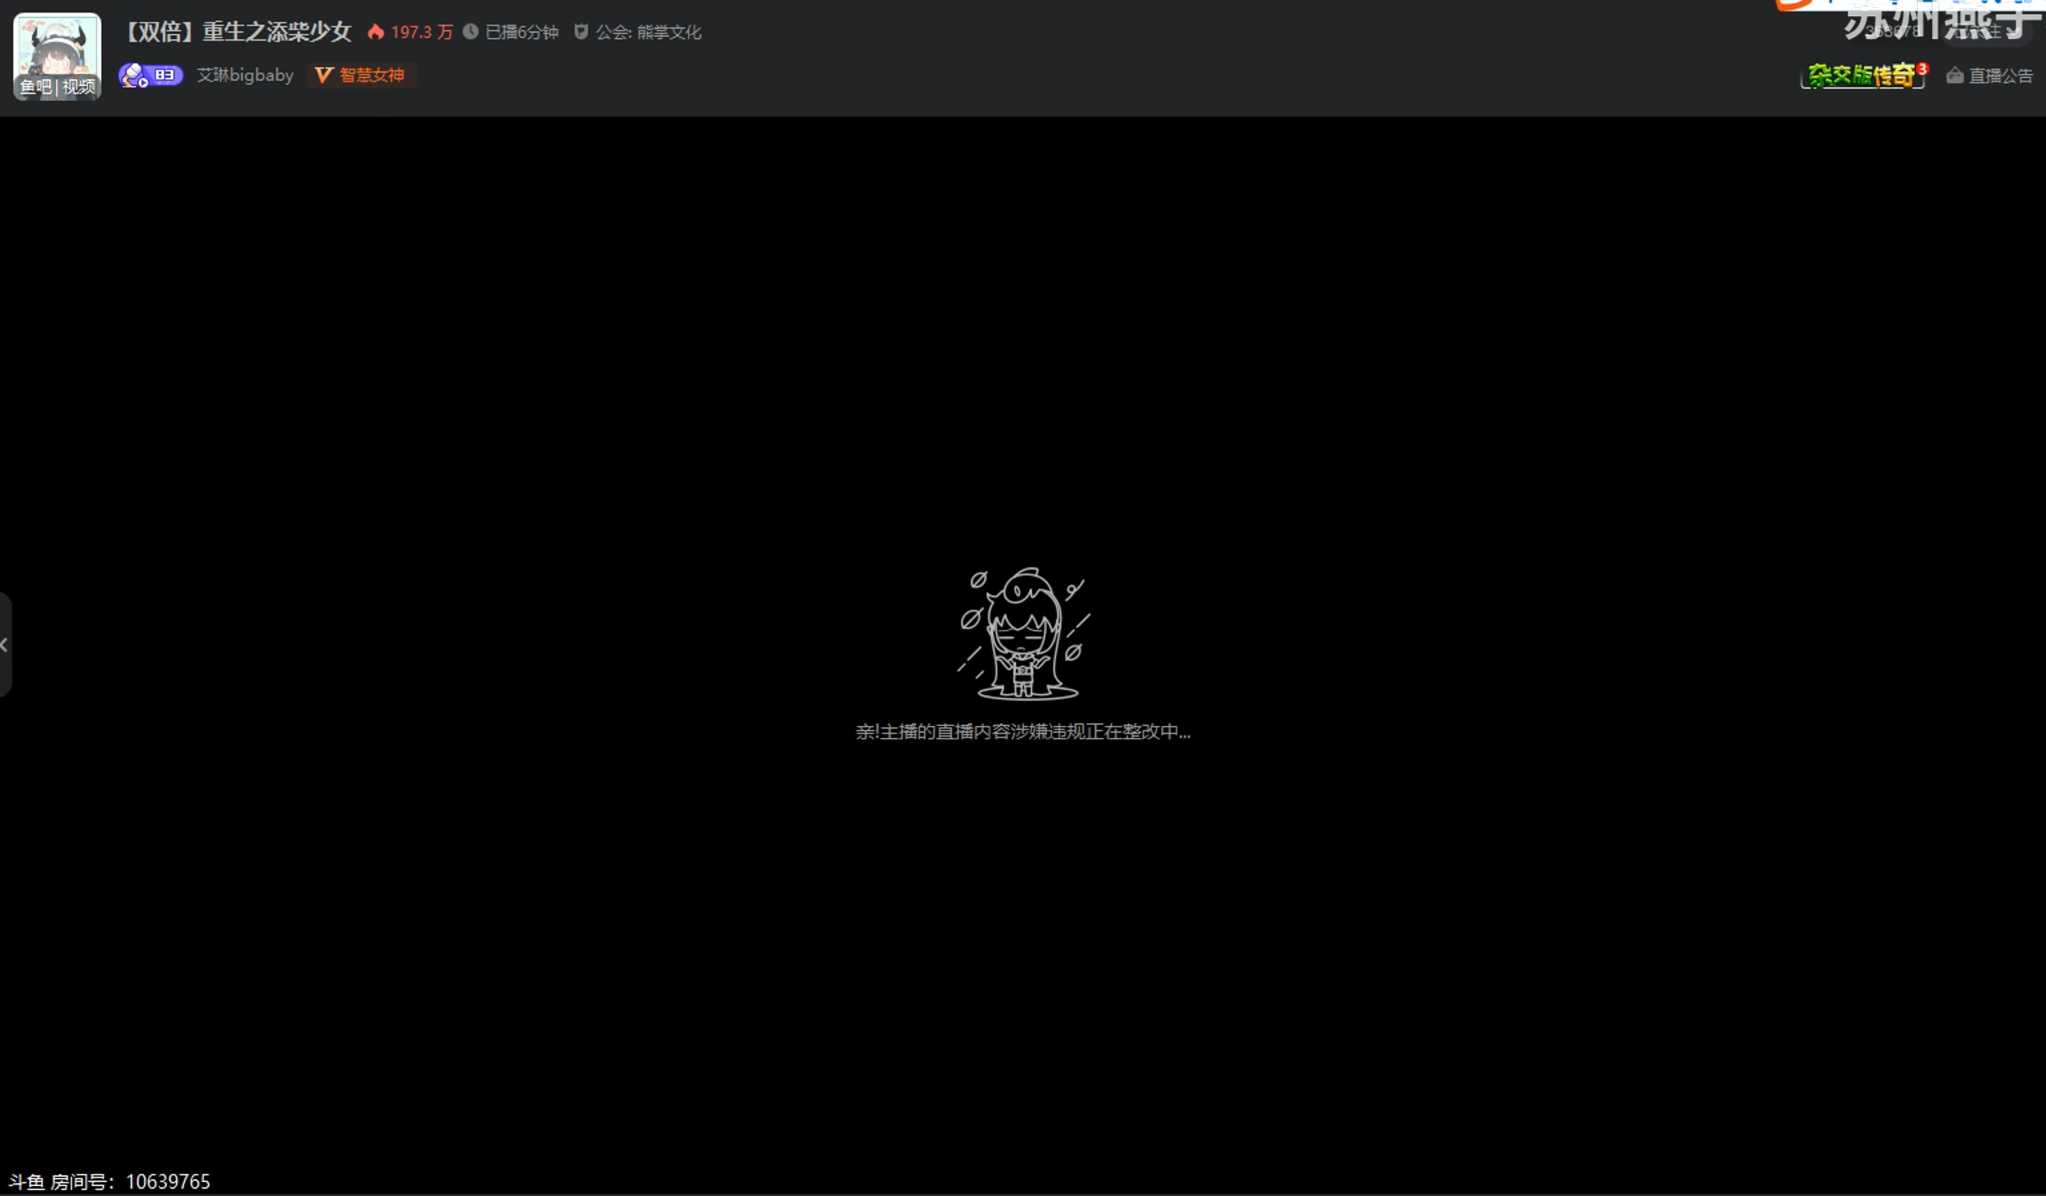 【双倍】重生之添柴少女 197.3 万 已播6分钟 公会: 熊掌文化
苏州燕子
鱼吧|视频
83 艾琳bigbaby 智慧女神
杂交版传奇 3 直播公告
亲!主播的直播内容涉嫌违规正在整改中...
斗鱼 房间号：10639765